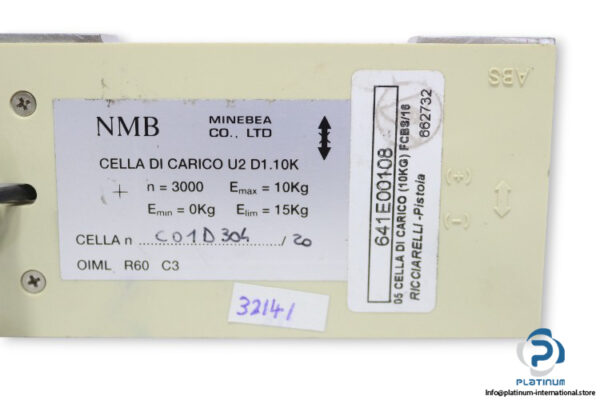 NMB
MINEBEA
CO., LTD
CELLA DI CARICO U2 D1.10K
+ n = 3000 Emax = 10Kg
Emin = 0Kg Elim = 15Kg
CELLA n C01D304 / 20
OIML R60 C3
32141
641E00108
05 CELLA DI CARICO (10KG) FCBS/16
RICCIARELLI -Pistoia
662732
ABS
(+)
(-)
PLATINUM
Info@platinum-international.store